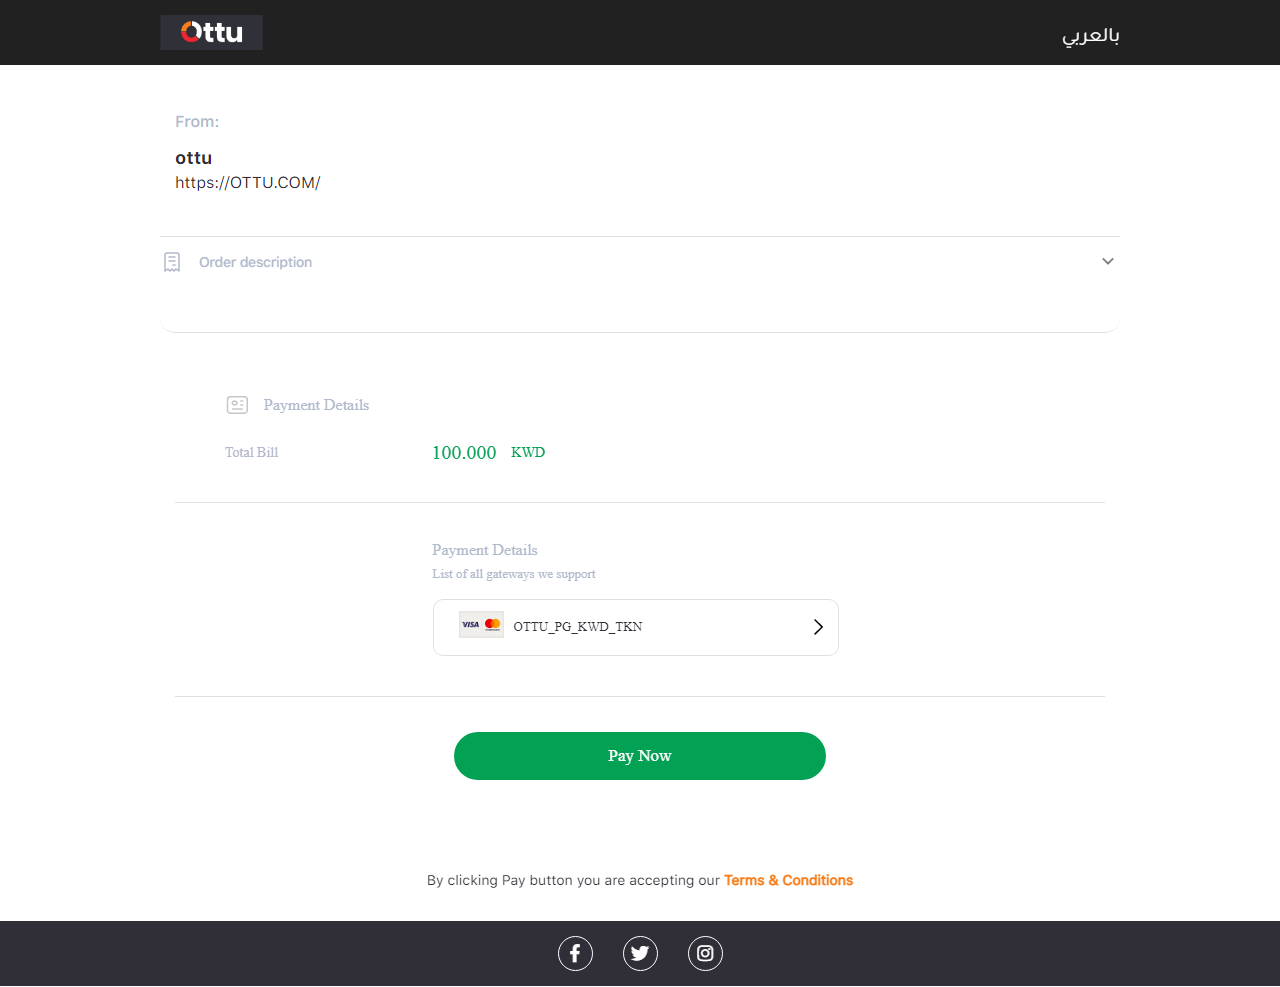 ottu
بالعربي
From:
ottu
https://OTTU.COM/
Order description
Payment Details
Total Bill 100.000 KWD
Payment Details
List of all gateways we support
VISA OTTU_PG_KWD_TKN
Pay Now
By clicking Pay button you are accepting our Terms & Conditions